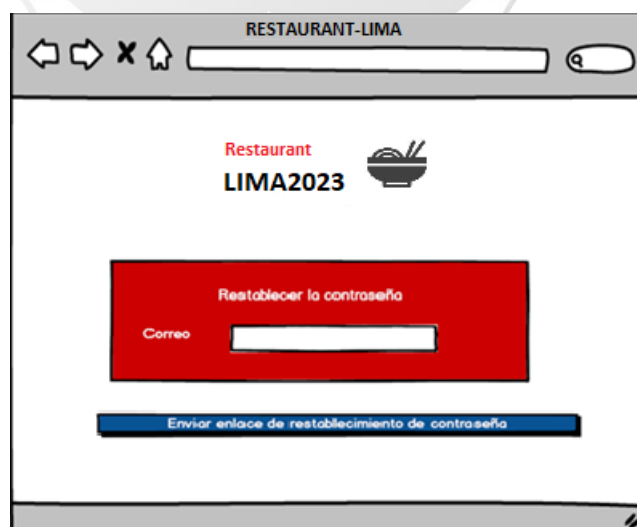 RESTAURANT-LIMA
Restaurant
LIMA2023
Restablecer la contraseña
Correo
Enviar enlace de restablecimiento de contraseña